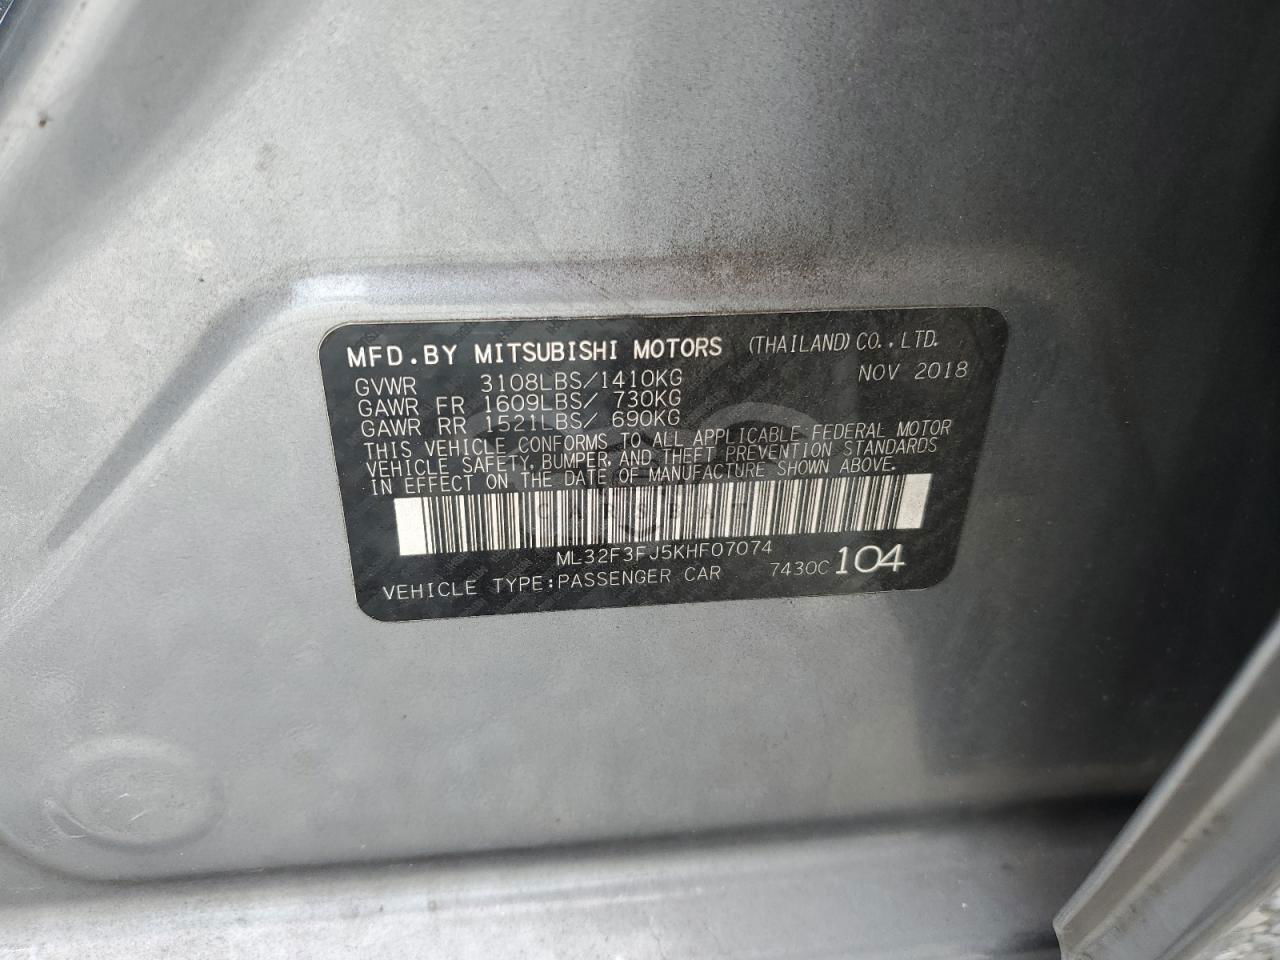 MFD.BY MITSUBISHI MOTORS (THAILAND) CO., LTD.
GVWR 3108LBS/1410KG NOV 2018
GAWR FR 1609LBS/ 730KG
GAWR RR 1521LBS/ 690KG
THIS VEHICLE CONFORMS TO ALL APPLICABLE FEDERAL MOTOR
VEHICLE SAFETY, BUMPER, AND THEFT PREVENTION STANDARDS
IN EFFECT ON THE DATE OF MANUFACTURE SHOWN ABOVE.
ML32F3FJ5KHF07074
VEHICLE TYPE:PASSENGER CAR 7430C 104